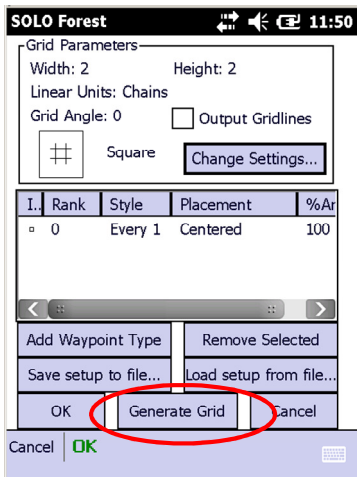 SOLO Forest 11:50
Grid Parameters
Width: 2 Height: 2
Linear Units: Chains
Grid Angle: 0 Output Gridlines
Square Change Settings...
I.. Rank Style Placement %Ar
0 Every 1 Centered 100
Add Waypoint Type Remove Selected
Save setup to file... Load setup from file...
OK Generate Grid Cancel
Cancel OK